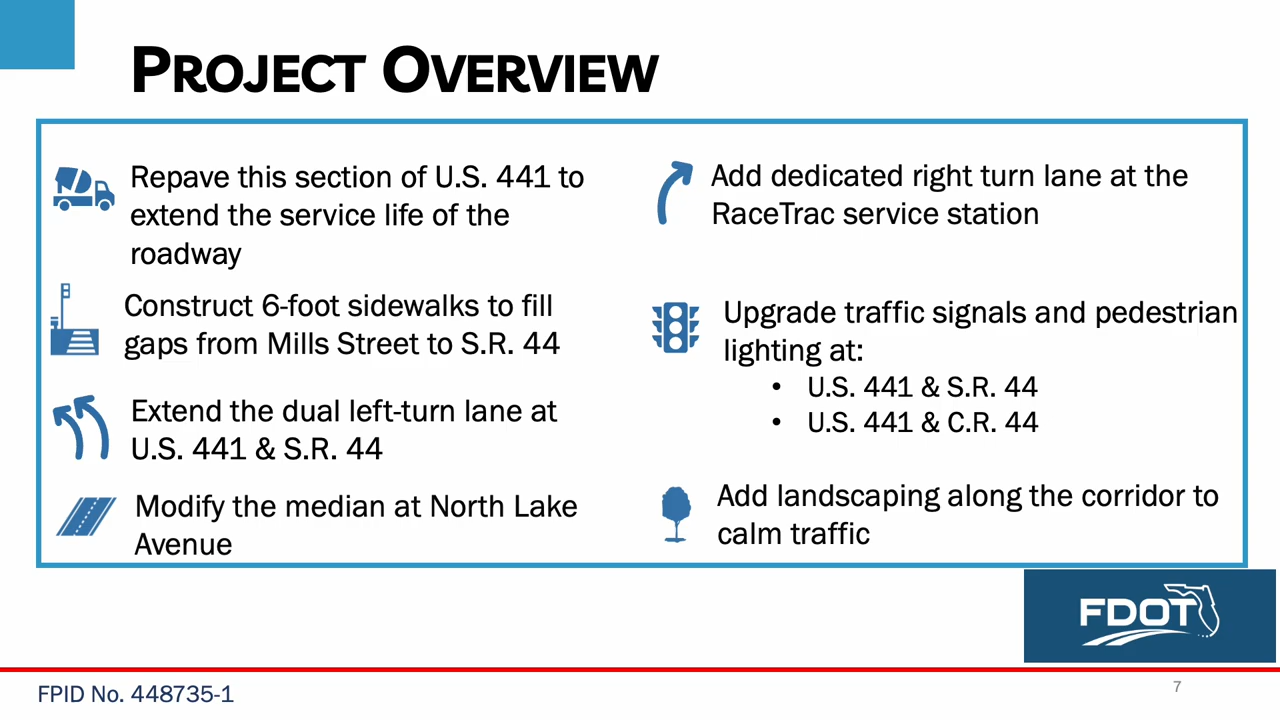 PROJECT OVERVIEW
Repave this section of U.S. 441 to
extend the service life of the
roadway
Construct 6-foot sidewalks to fill
gaps from Mills Street to S.R. 44
Extend the dual left-turn lane at
U.S. 441 & S.R. 44
Modify the median at North Lake
Avenue
Add dedicated right turn lane at the
RaceTrac service station
Upgrade traffic signals and pedestrian
lighting at:
• U.S. 441 & S.R. 44
• U.S. 441 & C.R. 44
Add landscaping along the corridor to
calm traffic
FDOT
FPID No. 448735-1
7